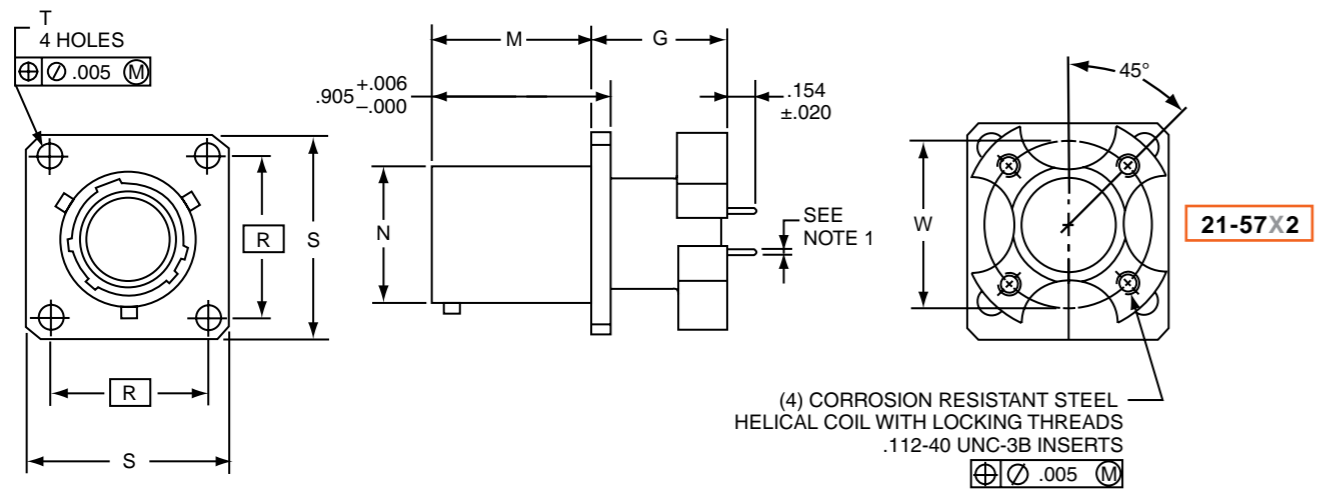 T
4 HOLES
⌖ ⌀ .005 Ⓜ
R
S
R
S
M
G
.905 +.006
−.000
.154
±.020
N
SEE
NOTE 1
45°
W
21-57X2
(4) CORROSION RESISTANT STEEL
HELICAL COIL WITH LOCKING THREADS
.112-40 UNC-3B INSERTS
⌖ ⌀ .005 Ⓜ